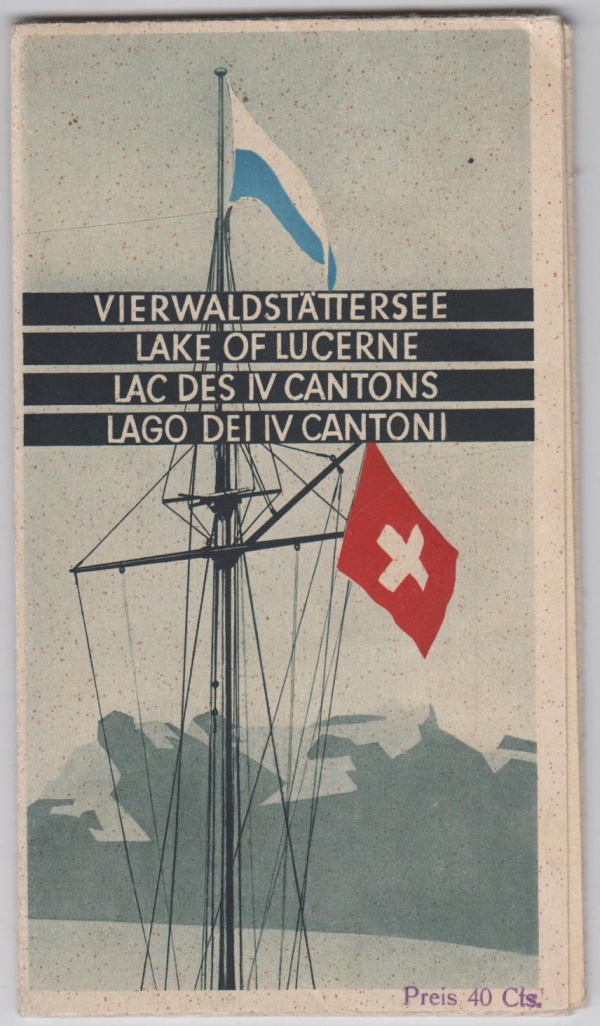 VIERWALDSTÄTTERSEE
LAKE OF LUCERNE
LAC DES IV CANTONS
LAGO DEI IV CANTONI
Preis 40 Cts.